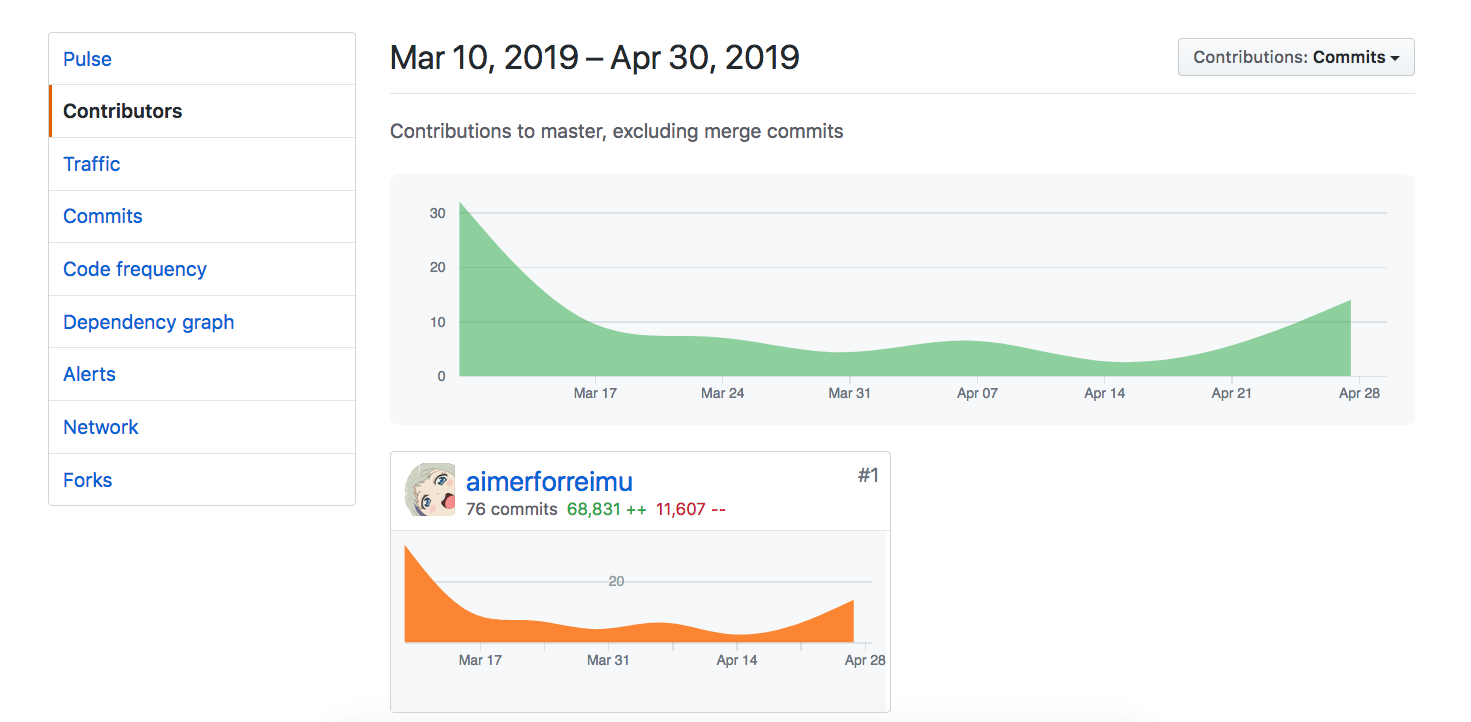 Pulse
Contributors
Traffic
Commits
Code frequency
Dependency graph
Alerts
Network
Forks
Mar 10, 2019 – Apr 30, 2019
Contributions: Commits
Contributions to master, excluding merge commits
30
20
10
0
Mar 17 Mar 24 Mar 31 Apr 07 Apr 14 Apr 21 Apr 28
aimerforreimu #1
76 commits 68,831 ++ 11,607 --
20
Mar 17 Mar 31 Apr 14 Apr 28